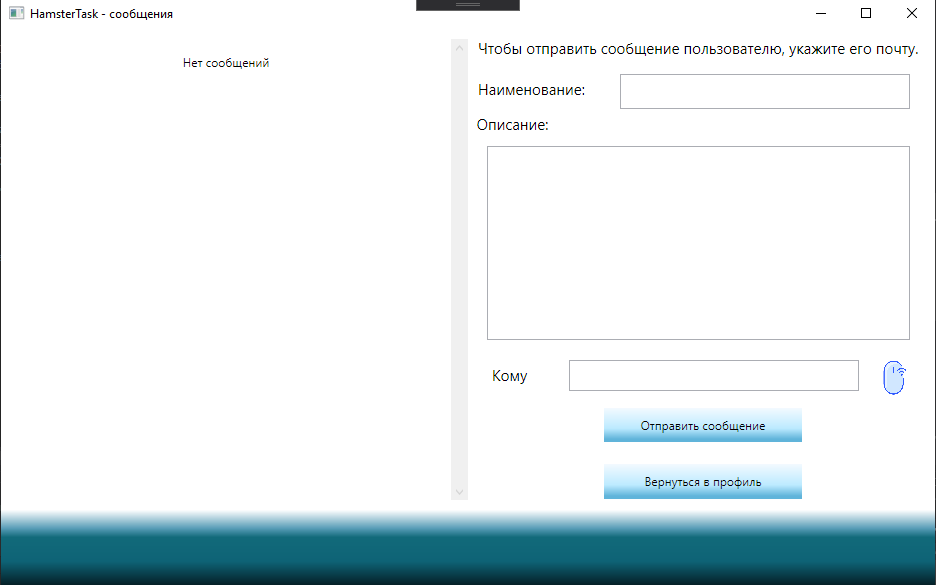 HamsterTask - сообщения
Нет сообщений
Чтобы отправить сообщение пользователю, укажите его почту.
Наименование:
Описание:
Кому
Отправить сообщение
Вернуться в профиль